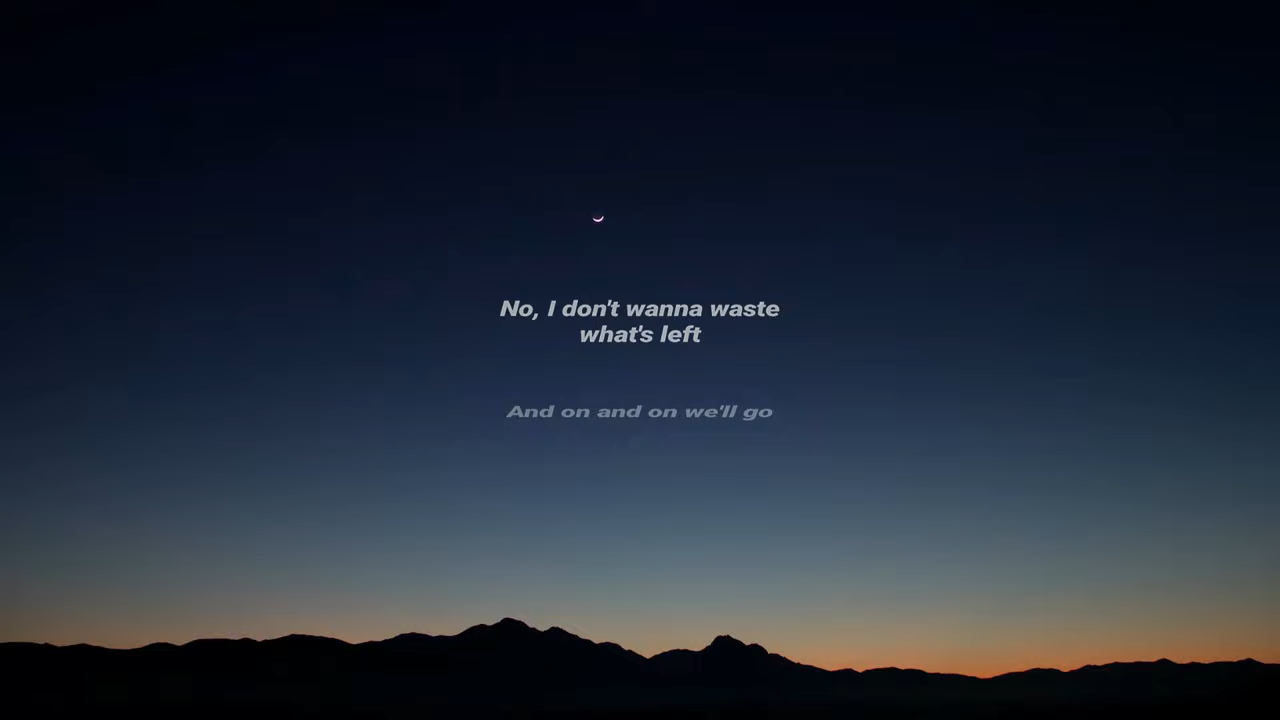 No, I don't wanna waste
what's left
And on and on we'll go